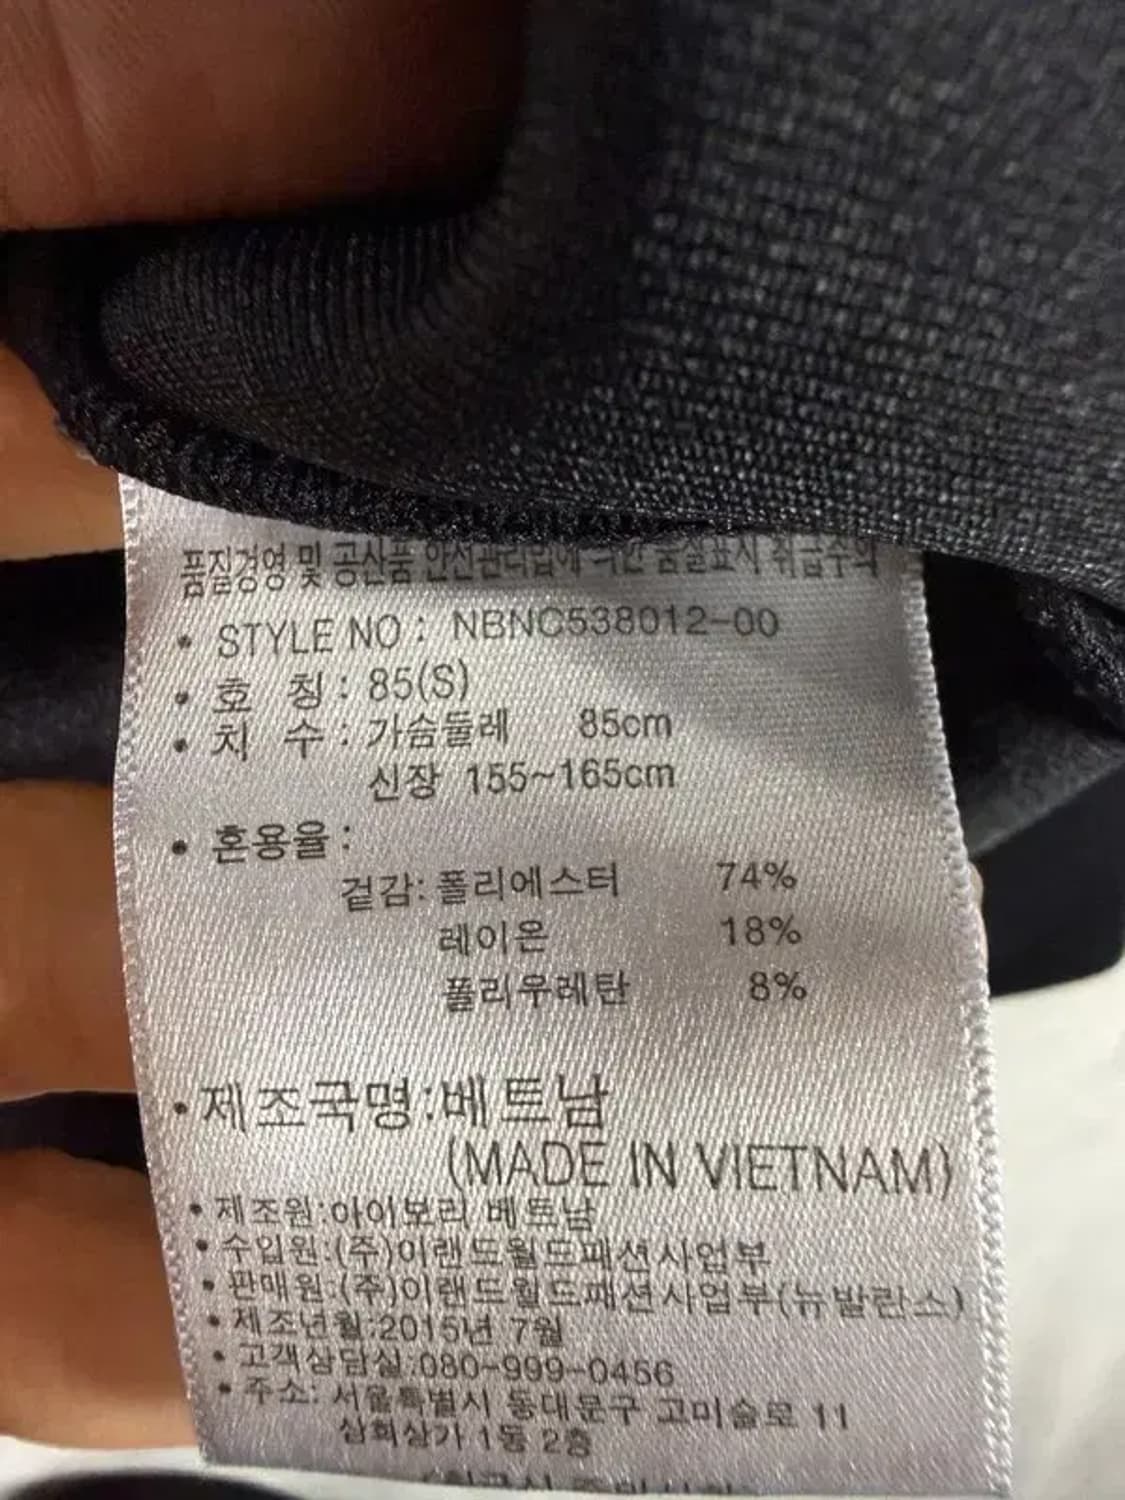 품질경영 및 공산품 안전관리법에 의한 품질표시 취급주의
• STYLE NO : NBNC538012-00
• 호 칭 : 85(S)
• 치 수 : 가슴둘레 85cm
신장 155~165cm
• 혼용율 :
겉감: 폴리에스터 74%
레이온 18%
폴리우레탄 8%
• 제조국명:베트남
(MADE IN VIETNAM)
• 제조원:아이보리 베트남
• 수입원:(주)이랜드월드패션사업부
• 판매원:(주)이랜드월드패션사업부(뉴발란스)
• 제조년월:2015년 7월
• 고객상담실:080-999-0456
• 주소: 서울특별시 동대문구 고미술로 11
삼희상가 1동 2층